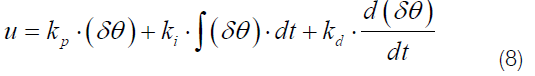 u = k_p · (δθ) + k_i · ∫(δθ) · dt + k_d · d(δθ)/dt (8)